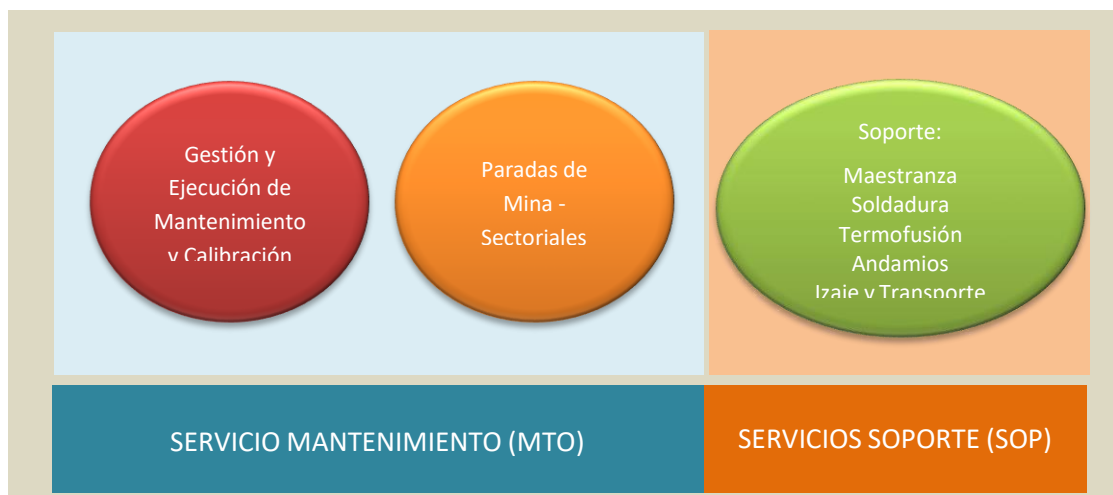 Gestión y
Ejecución de
Mantenimiento
y Calibración
Paradas de
Mina -
Sectoriales
Soporte:
Maestranza
Soldadura
Termofusión
Andamios
Izaje y Transporte
SERVICIO MANTENIMIENTO (MTO)
SERVICIOS SOPORTE (SOP)